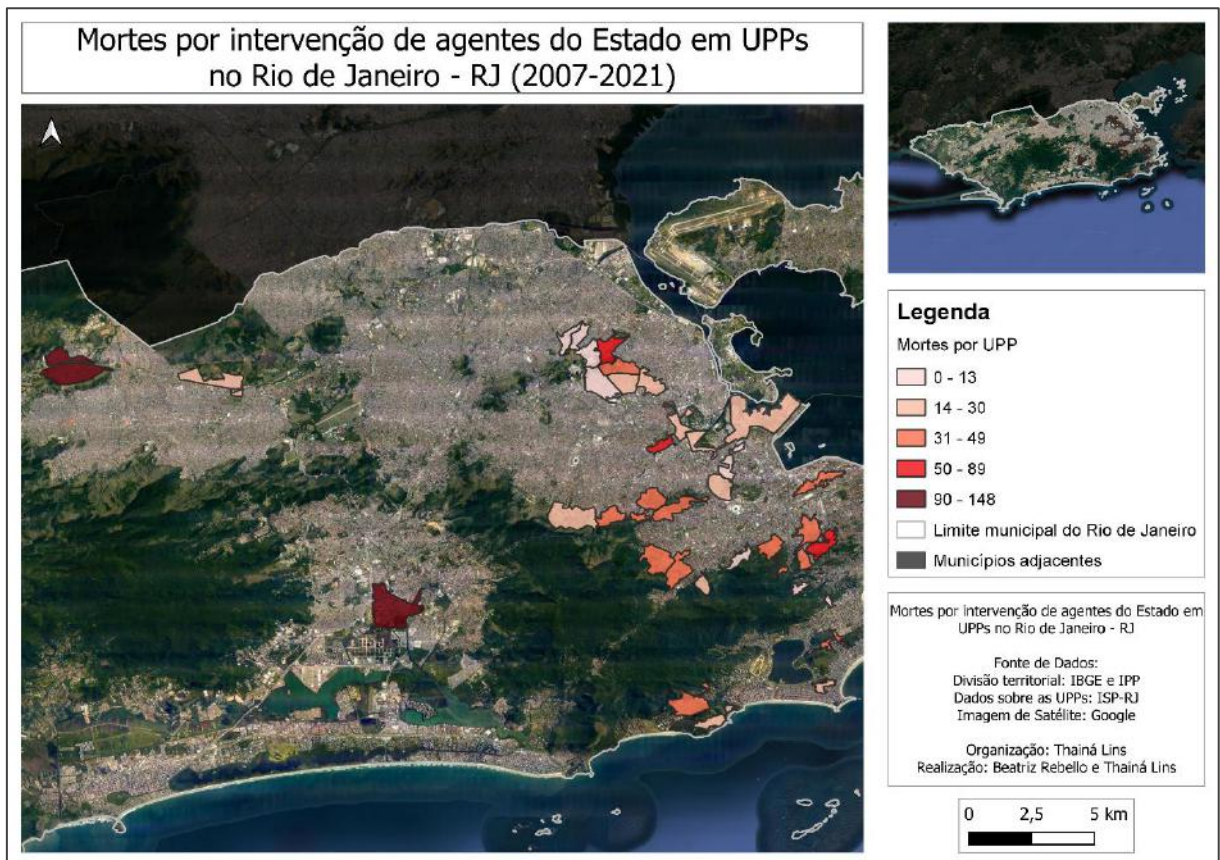 Mortes por intervenção de agentes do Estado em UPPs
no Rio de Janeiro - RJ (2007-2021)
Legenda
Mortes por UPP
0 - 13
14 - 30
31 - 49
50 - 89
90 - 148
Limite municipal do Rio de Janeiro
Municípios adjacentes
Mortes por intervenção de agentes do Estado em
UPPs no Rio de Janeiro - RJ
Fonte de Dados:
Divisão territorial: IBGE e IPP
Dados sobre as UPPs: ISP-RJ
Imagem de Satélite: Google
Organização: Thainá Lins
Realização: Beatriz Rebello e Thainá Lins
0 2,5 5 km